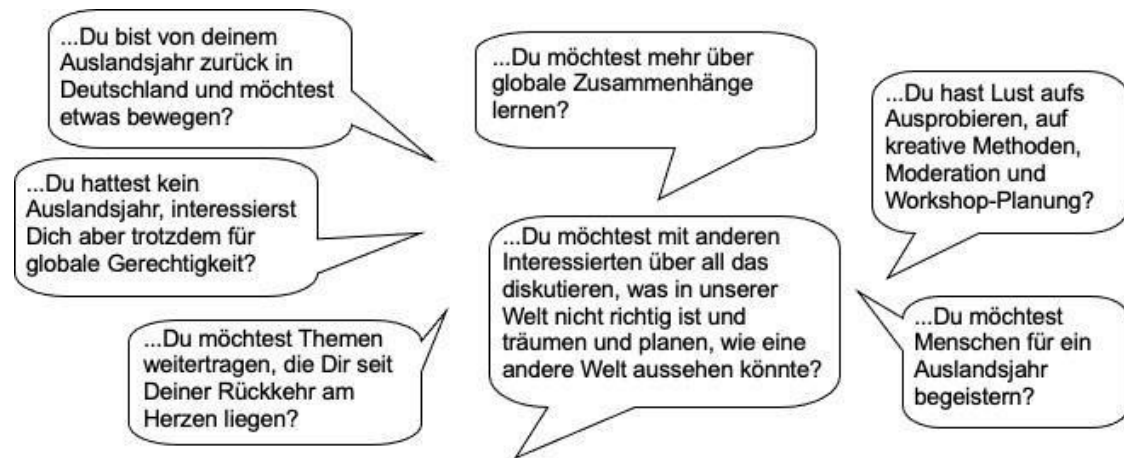 ...Du bist von deinem
Auslandsjahr zurück in
Deutschland und möchtest
etwas bewegen?
...Du möchtest mehr über
globale Zusammenhänge
lernen?
...Du hast Lust aufs
Ausprobieren, auf
kreative Methoden,
Moderation und
Workshop-Planung?
...Du hattest kein
Auslandsjahr, interessierst
Dich aber trotzdem für
globale Gerechtigkeit?
...Du möchtest mit anderen
Interessierten über all das
diskutieren, was in unserer
Welt nicht richtig ist und
träumen und planen, wie eine
andere Welt aussehen könnte?
...Du möchtest Themen
weitertragen, die Dir seit
Deiner Rückkehr am
Herzen liegen?
...Du möchtest
Menschen für ein
Auslandsjahr
begeistern?